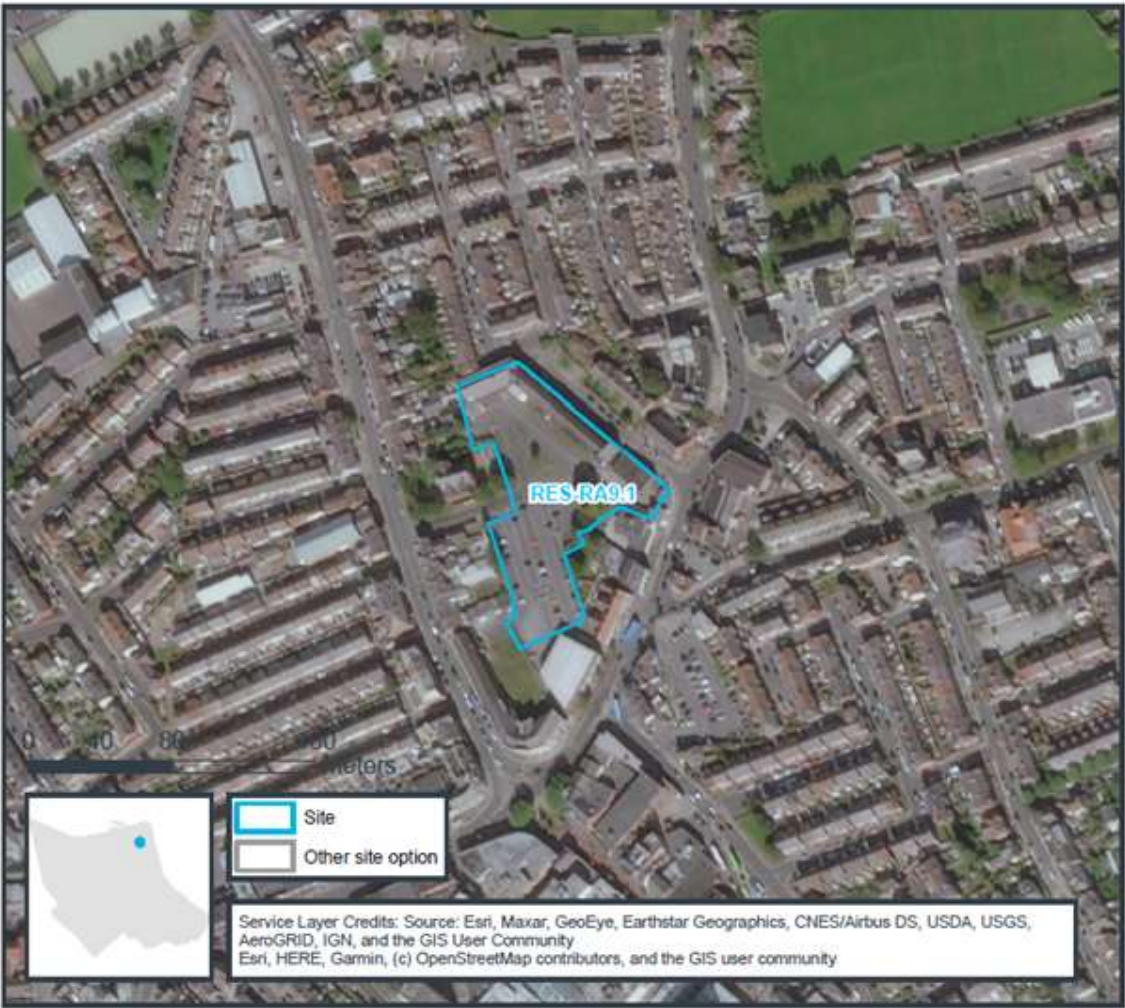 RES-RA9.1
0 40 80 160
Meters
Site
Other site option
Service Layer Credits: Source: Esri, Maxar, GeoEye, Earthstar Geographics, CNES/Airbus DS, USDA, USGS,
AeroGRID, IGN, and the GIS User Community
Esri, HERE, Garmin, (c) OpenStreetMap contributors, and the GIS user community